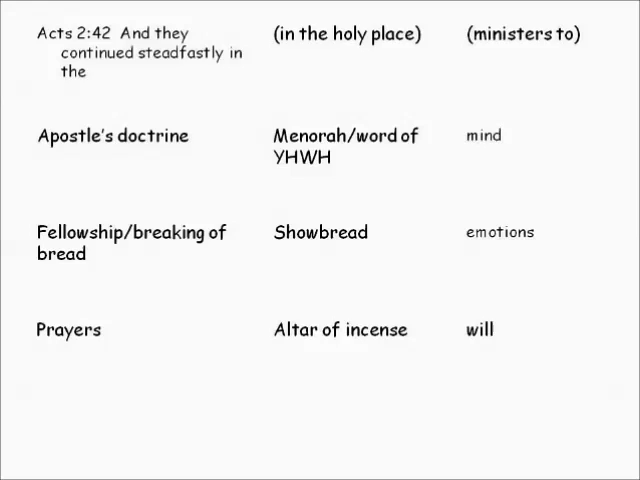 Acts 2:42 And they
continued steadfastly in
the
(in the holy place)
(ministers to)
Apostle's doctrine
Menorah/word of
YHWH
mind
Fellowship/breaking of
bread
Showbread
emotions
Prayers
Altar of incense
will